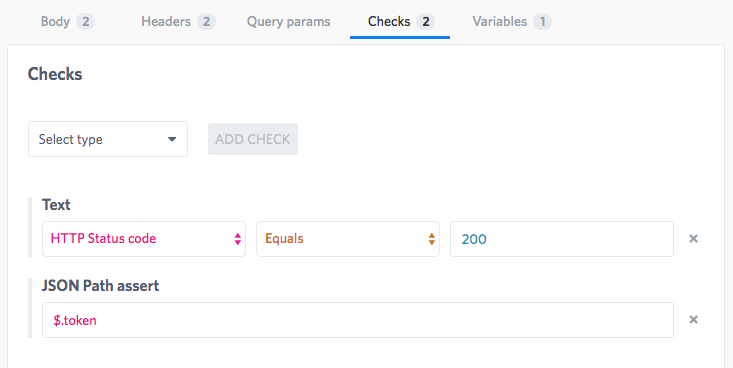 Body 2 Headers 2 Query params Checks 2 Variables 1
Checks
Select type ADD CHECK
Text
HTTP Status code Equals 200 ×
JSON Path assert
$.token ×